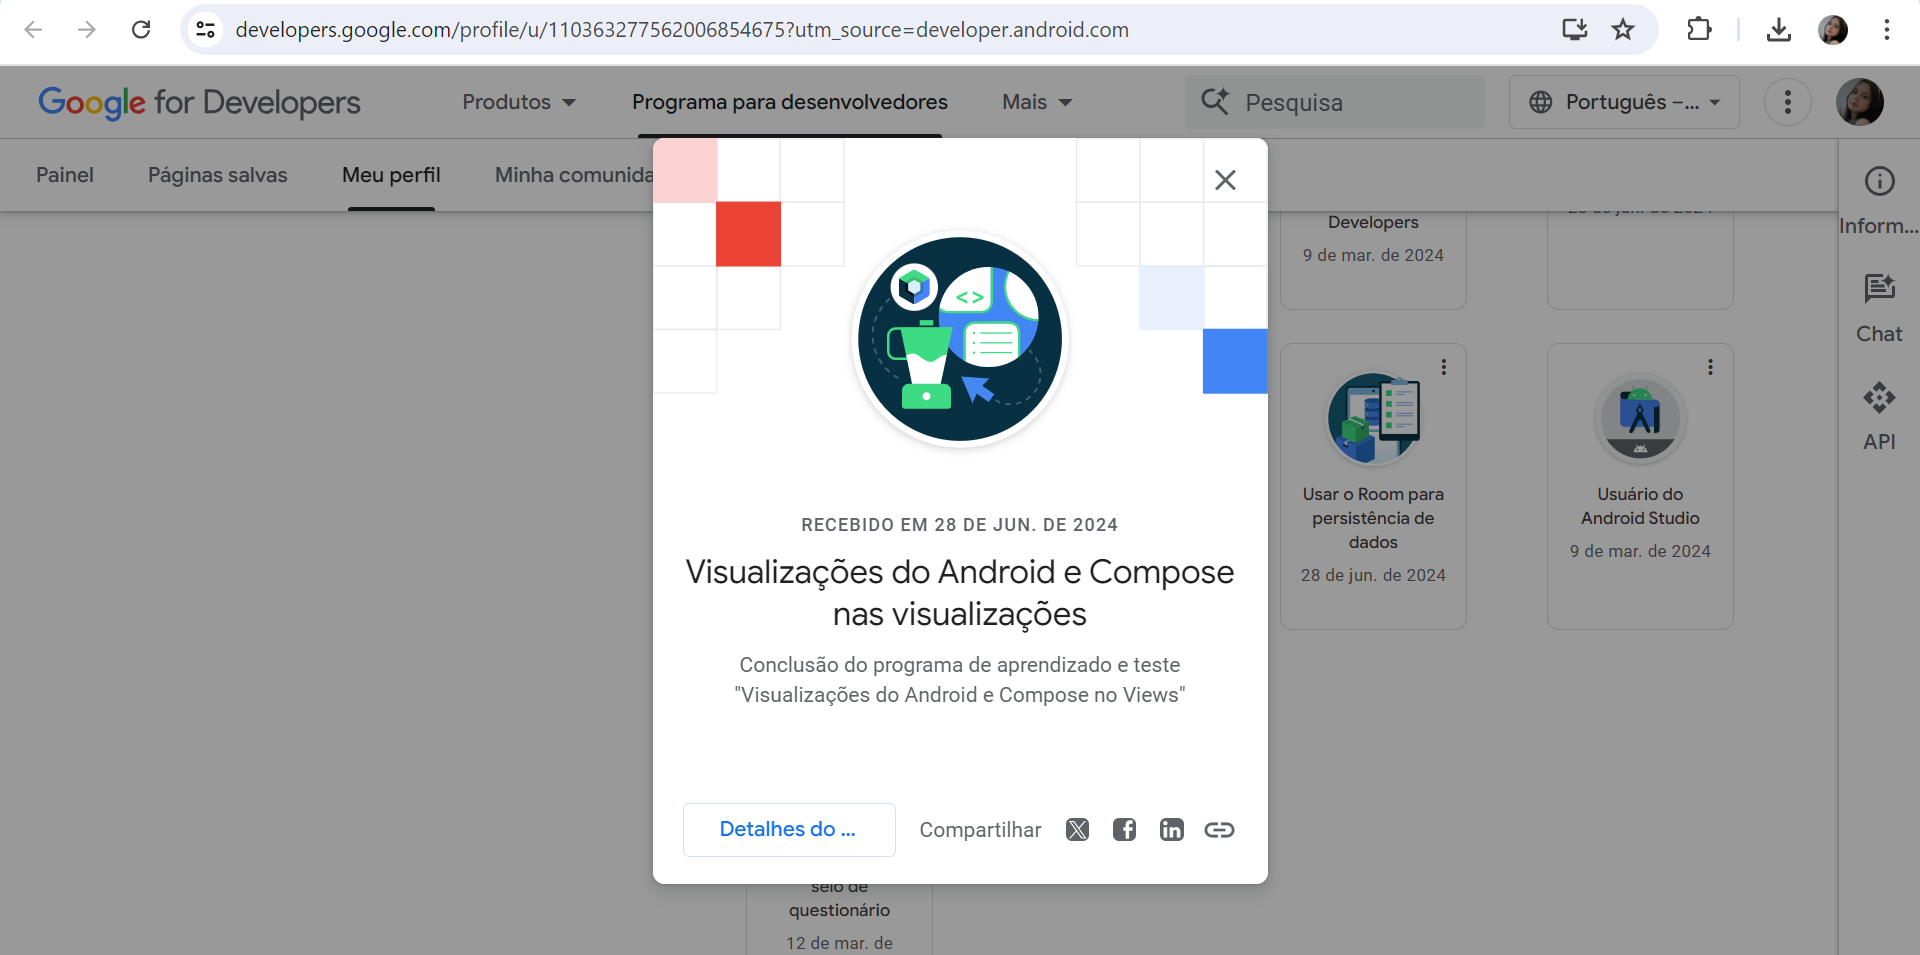 developers.google.com/profile/u/110363277562006854675?utm_source=developer.android.com
Google for Developers
Produtos
Programa para desenvolvedores
Mais
Pesquisa
Português –...
Painel
Páginas salvas
Meu perfil
Minha comunida
Developers
9 de mar. de 2024
Inform...
Chat
API
<>
RECEBIDO EM 28 DE JUN. DE 2024
Visualizações do Android e Compose
nas visualizações
Conclusão do programa de aprendizado e teste
"Visualizações do Android e Compose no Views"
Detalhes do ...
Compartilhar
Usar o Room para
persistência de
dados
28 de jun. de 2024
Usuário do
Android Studio
9 de mar. de 2024
selo de
questionário
12 de mar. de